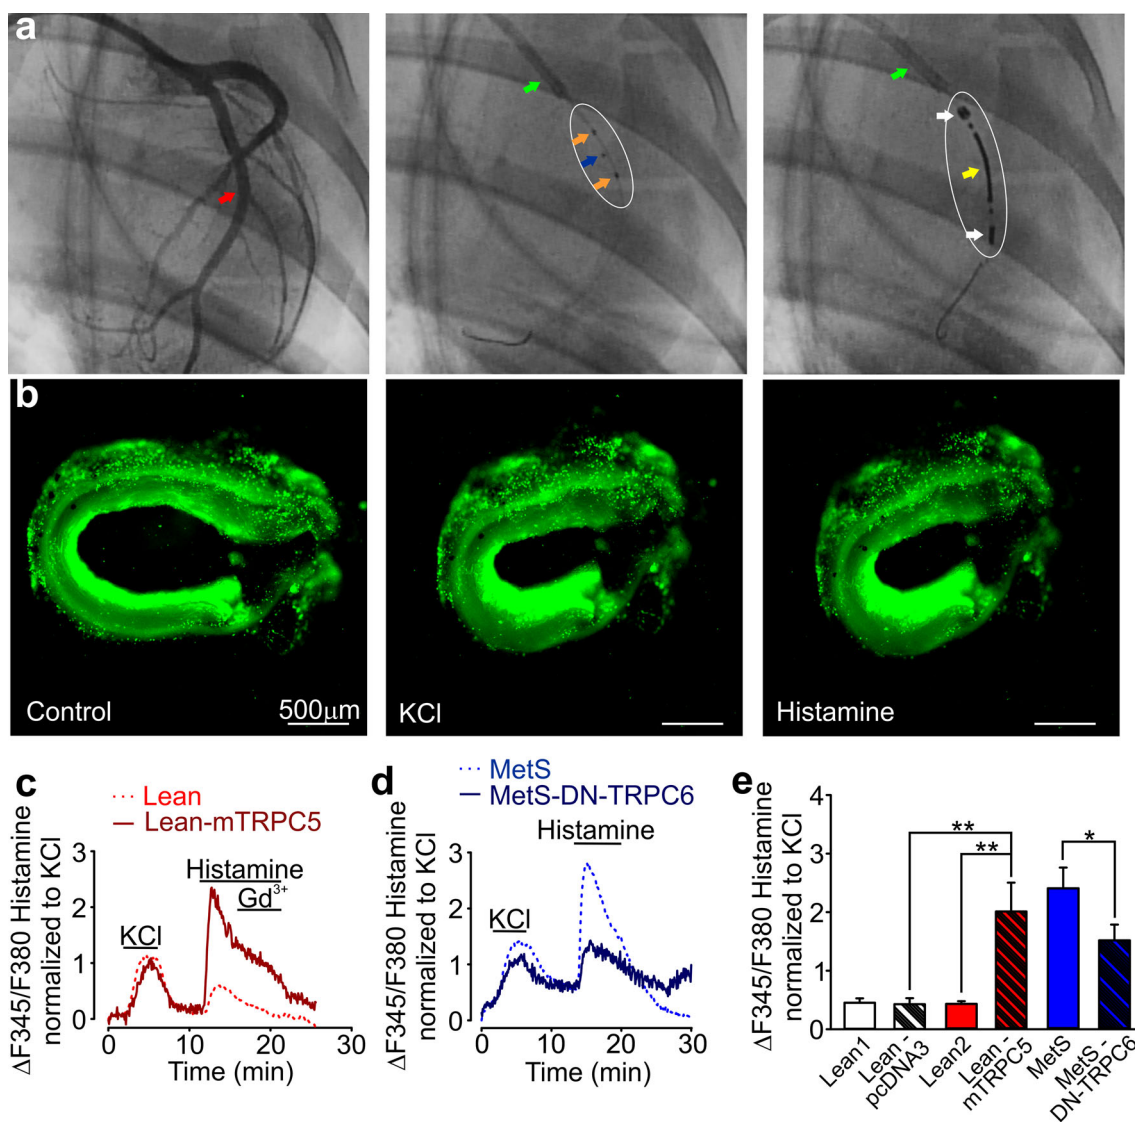 a
b
Control
500μm
KCl
Histamine
c
Lean
Lean-mTRPC5
ΔF345/F380 Histamine
normalized to KCl
3
2
1
0
KCl
Histamine
Gd³⁺
0
10
20
30
Time (min)
d
MetS
MetS-DN-TRPC6
Histamine
3
2
1
0
KCl
0
10
20
30
Time (min)
ΔF345/F380 Histamine
normalized to KCl
e
ΔF345/F380 Histamine
normalized to KCl
4
3
2
1
0
**
**
*
Lean1
Lean -
pcDNA3
Lean2
Lean -
mTRPC5
MetS
MetS-
DN-TRPC6